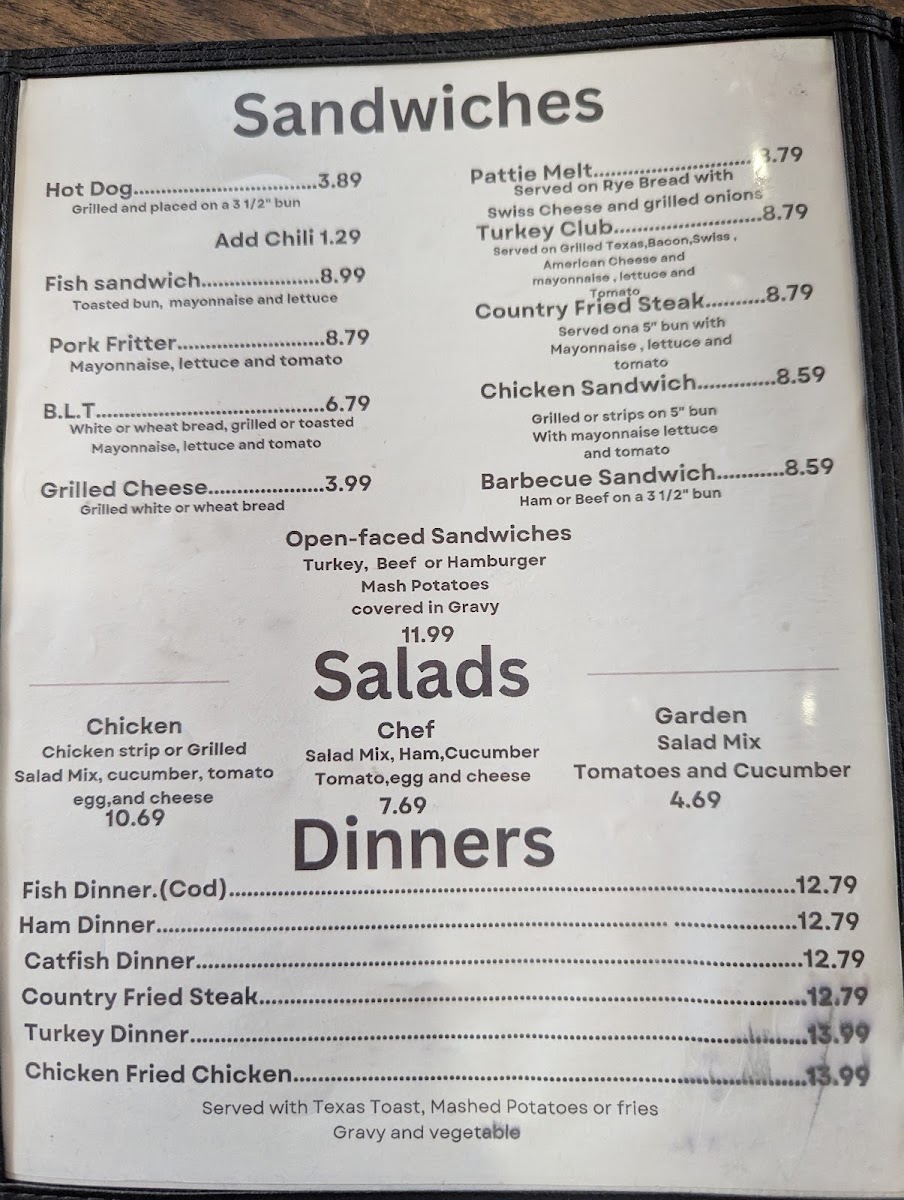 Sandwiches
Hot Dog..............................3.89
Grilled and placed on a 3 1/2" bun
Add Chili 1.29
Fish sandwich....................8.99
Toasted bun, mayonnaise and lettuce
Pork Fritter.........................8.79
Mayonnaise, lettuce and tomato
B.L.T.......................................6.79
White or wheat bread, grilled or toasted
Mayonnaise, lettuce and tomato
Grilled Cheese....................3.99
Grilled white or wheat bread
Pattie Melt...........................8.79
Served on Rye Bread with
Swiss Cheese and grilled onions
Turkey Club.........................8.79
Served on Grilled Texas,Bacon,Swiss ,
American Cheese and
mayonnaise , lettuce and
Tomato
Country Fried Steak..........8.79
Served ona 5" bun with
Mayonnaise , lettuce and
tomato
Chicken Sandwich.............8.59
Grilled or strips on 5" bun
With mayonnaise lettuce
and tomato
Barbecue Sandwich...........8.59
Ham or Beef on a 3 1/2" bun
Open-faced Sandwiches
Turkey, Beef or Hamburger
Mash Potatoes
covered in Gravy
11.99
Salads
Chicken
Chicken strip or Grilled
Salad Mix, cucumber, tomato
egg,and cheese
10.69
Chef
Salad Mix, Ham,Cucumber
Tomato,egg and cheese
7.69
Garden
Salad Mix
Tomatoes and Cucumber
4.69
Dinners
Fish Dinner.(Cod)..............................................................................12.79
Ham Dinner.......................................................................................12.79
Catfish Dinner...................................................................................12.79
Country Fried Steak..........................................................................12.79
Turkey Dinner....................................................................................13.99
Chicken Fried Chicken......................................................................13.99
Served with Texas Toast, Mashed Potatoes or fries
Gravy and vegetable